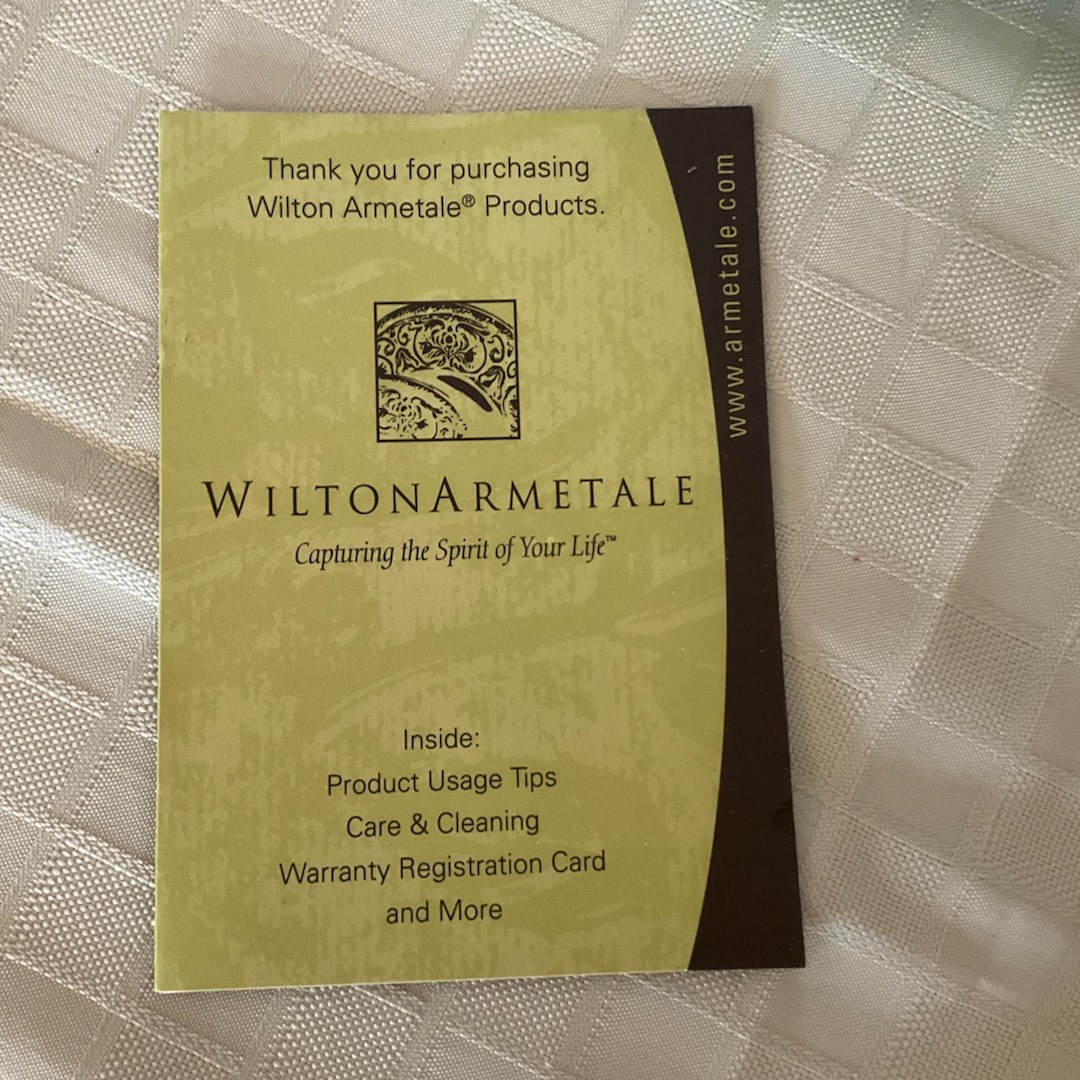 Thank you for purchasing
Wilton Armetale® Products.
www.armetale.com
WILTONARMETALE
Capturing the Spirit of Your Life™
Inside:
Product Usage Tips
Care & Cleaning
Warranty Registration Card
and More